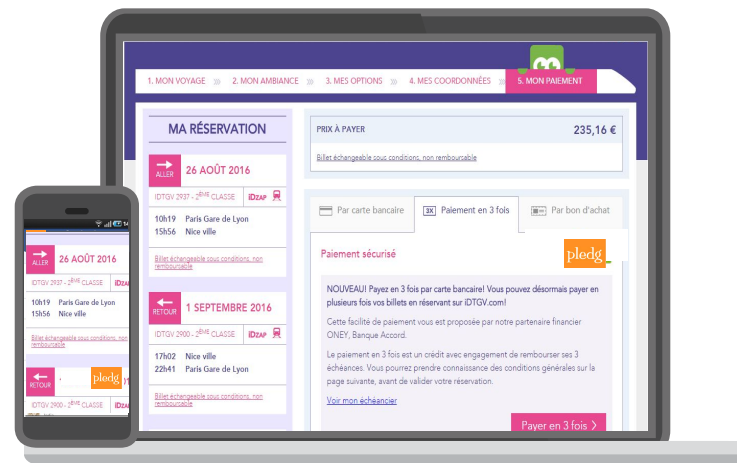 1. MON VOYAGE 2. MON AMBIANCE 3. MES OPTIONS 4. MES COORDONNÉES 5. MON PAIEMENT
MA RÉSERVATION
ALLER 26 AOÛT 2016
IDTGV 2937 - 2ÈME CLASSE iDZAP
10h19 Paris Gare de Lyon
15h56 Nice ville
Billet échangeable sous conditions, non
remboursable
RETOUR 1 SEPTEMBRE 2016
IDTGV 2900 - 2ÈME CLASSE iDZAP
17h02 Nice ville
22h41 Paris Gare de Lyon
Billet échangeable sous conditions, non
remboursable
PRIX À PAYER 235,16 €
Billet échangeable sous conditions, non remboursable
Par carte bancaire 3X Paiement en 3 fois Par bon d'achat
Paiement sécurisé pledg
NOUVEAU! Payez en 3 fois par carte bancaire! Vous pouvez désormais payer en
plusieurs fois vos billets en réservant sur iDTGV.com!
Cette facilité de paiement vous est proposée par notre partenaire financier
ONEY, Banque Accord.
Le paiement en 3 fois est un crédit avec engagement de rembourser ses 3
échéances. Vous pourrez prendre connaissance des conditions générales sur la
page suivante, avant de valider votre réservation.
Voir mon échéancier
Payer en 3 fois
ALLER 26 AOÛT 2016
IDTGV 2937 - 2ÈME CLASSE
10h19 Paris Gare de Lyon
15h56 Nice ville
Billet échangeable sous conditions, non
remboursable
RETOUR pledg
IDTGV 2900 - 2ÈME CLASSE